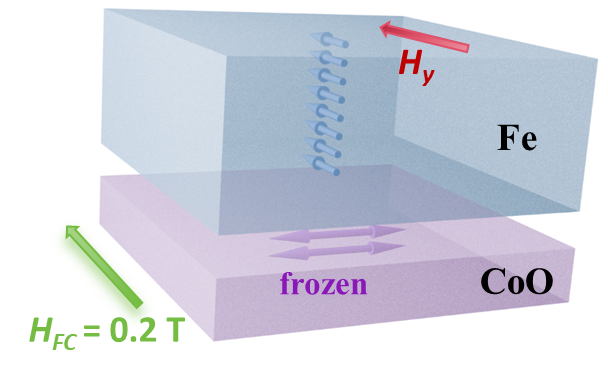 H_y
Fe
frozen
CoO
H_FC = 0.2 T